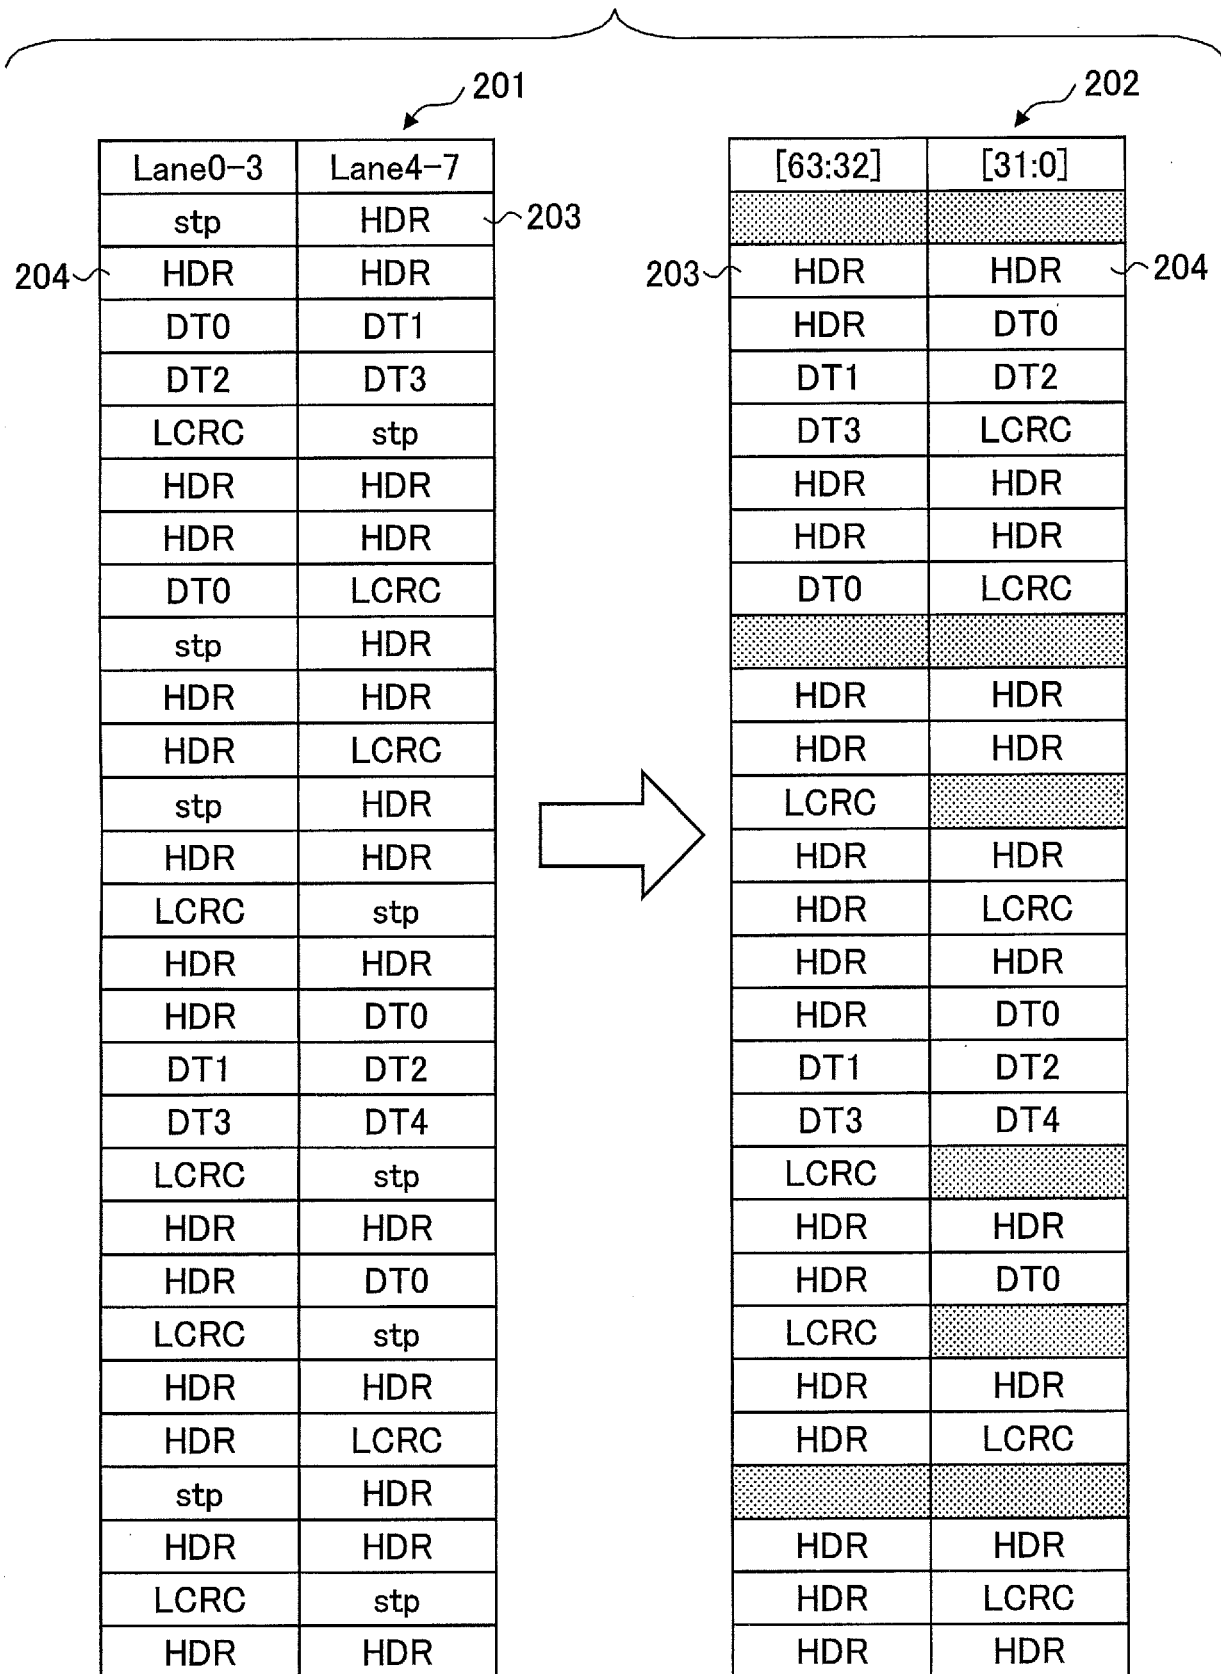 201
202
Lane0-3 Lane4-7
stp HDR 203
204 HDR HDR
DT0 DT1
DT2 DT3
LCRC stp
HDR HDR
HDR HDR
DT0 LCRC
stp HDR
HDR HDR
HDR LCRC
stp HDR
HDR HDR
LCRC stp
HDR HDR
HDR DT0
DT1 DT2
DT3 DT4
LCRC stp
HDR HDR
HDR DT0
LCRC stp
HDR HDR
HDR LCRC
stp HDR
HDR HDR
LCRC stp
HDR HDR
[63:32] [31:0]
203 HDR HDR 204
HDR DT0
DT1 DT2
DT3 LCRC
HDR HDR
HDR HDR
DT0 LCRC
HDR HDR
HDR HDR
LCRC
HDR HDR
HDR LCRC
HDR HDR
HDR DT0
DT1 DT2
DT3 DT4
LCRC
HDR HDR
HDR DT0
LCRC
HDR HDR
HDR LCRC
HDR HDR
HDR LCRC
HDR HDR